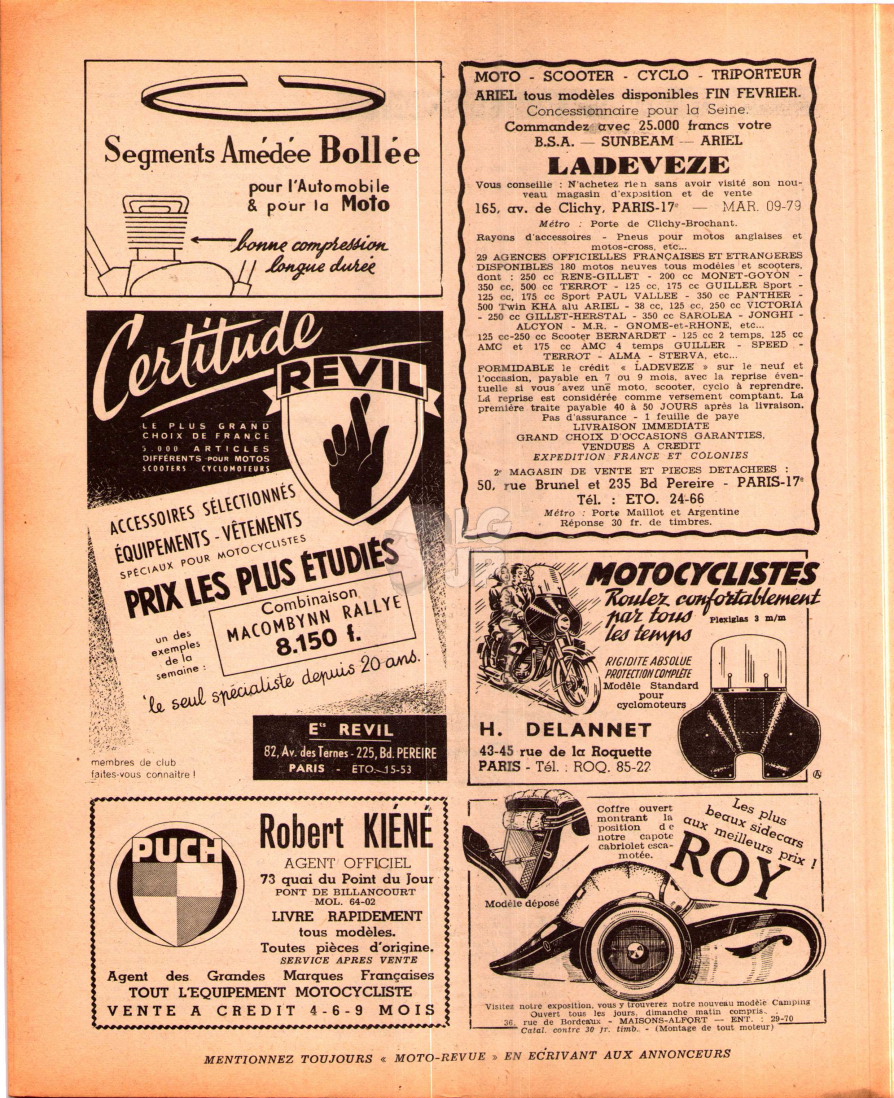 Segments Amédée Bollée
pour l'Automobile
& pour la Moto
bonne compression
longue durée
Certitude
REVIL
LE PLUS GRAND
CHOIX DE FRANCE
5.000 ARTICLES
DIFFÉRENTS POUR MOTOS
SCOOTERS CYCLOMOTEURS
ACCESSOIRES SÉLECTIONNÉS
ÉQUIPEMENTS - VÊTEMENTS
SPÉCIAUX POUR MOTOCYCLISTES
PRIX LES PLUS ÉTUDIÉS
un des
exemples
de la
semaine :
Combinaison
MACOMBYNN RALLYE
8.150 f.
le seul spécialiste depuis 20 ans.
Ets REVIL
82, Av. des Ternes - 225, Bd. PEREIRE
PARIS - ETO. 15-53
membres de club
faites-vous connaitre !
PUCH
Robert KIÉNÉ
AGENT OFFICIEL
73 quai du Point du Jour
PONT DE BILLANCOURT
MOL. 64-02
LIVRE RAPIDEMENT
tous modèles.
Toutes pièces d'origine.
SERVICE APRES VENTE
Agent des Grandes Marques Françaises
TOUT L'EQUIPEMENT MOTOCYCLISTE
VENTE A CREDIT 4-6-9 MOIS
MOTO - SCOOTER - CYCLO - TRIPORTEUR
ARIEL tous modèles disponibles FIN FEVRIER.
Concessionnaire pour la Seine.
Commandez avec 25.000 francs votre
B.S.A. — SUNBEAM — ARIEL
LADEVEZE
Vous conseille : N'achetez rien sans avoir visité son nou-
veau magasin d'exposition et de vente
165, av. de Clichy, PARIS-17e — MAR. 09-79
Métro : Porte de Clichy-Brochant.
Rayons d'accessoires - Pneus pour motos anglaises et
motos-cross, etc...
29 AGENCES OFFICIELLES FRANÇAISES ET ETRANGERES
DISPONIBLES 180 motos neuves tous modèles et scooters,
dont : 250 cc RENE-GILLET - 200 cc MONET-GOYON -
350 cc, 500 cc TERROT - 125 cc, 175 cc GUILLER Sport -
125 cc, 175 cc Sport PAUL VALLEE - 350 cc PANTHER -
500 Twin KHA alu ARIEL - 38 cc, 125 cc, 250 cc VICTORIA
- 250 cc GILLET-HERSTAL - 350 cc SAROLEA - JONGHI -
ALCYON - M.R. - GNOME-et-RHONE, etc...
125 cc-250 cc Scooter BERNARDET - 125 cc 2 temps, 125 cc
AMC et 175 cc AMC 4 temps GUILLER - SPEED -
TERROT - ALMA - STERVA, etc...
FORMIDABLE le crédit « LADEVEZE » sur le neuf et
l'occasion, payable en 7 ou 9 mois, avec la reprise éven-
tuelle si vous avez une moto, scooter, cyclo à reprendre.
La reprise est considérée comme versement comptant. La
première traite payable 40 à 50 JOURS après la livraison.
Pas d'assurance - 1 feuille de paye
LIVRAISON IMMEDIATE
GRAND CHOIX D'OCCASIONS GARANTIES,
VENDUES A CREDIT
EXPEDITION FRANCE ET COLONIES
2e MAGASIN DE VENTE ET PIECES DETACHEES :
50, rue Brunel et 235 Bd Pereire - PARIS-17e
Tél. : ETO. 24-66
Métro : Porte Maillot et Argentine
Réponse 30 fr. de timbres.
MOTOCYCLISTES
Roulez confortablement
par tous
les temps
Plexiglas 3 m/m
RIGIDITE ABSOLUE
PROTECTION COMPLÈTE
Modèle Standard
pour
cyclomoteurs
H. DELANNET
43-45 rue de la Roquette
PARIS - Tél. : ROQ. 85-22
Coffre ouvert
montrant la
position de
notre capote
cabriolet esca-
motée.
Modèle déposé
Les plus
beaux sidecars
aux meilleurs prix !
ROY
Visitez notre exposition, vous y trouverez notre nouveau modèle Camping
Ouvert tous les jours, dimanche matin compris.
36, rue de Bordeaux - MAISONS-ALFORT — ENT. : 29-70
Catal. contre 30 fr. timb. - (Montage de tout moteur)
MENTIONNEZ TOUJOURS « MOTO-REVUE » EN ECRIVANT AUX ANNONCEURS